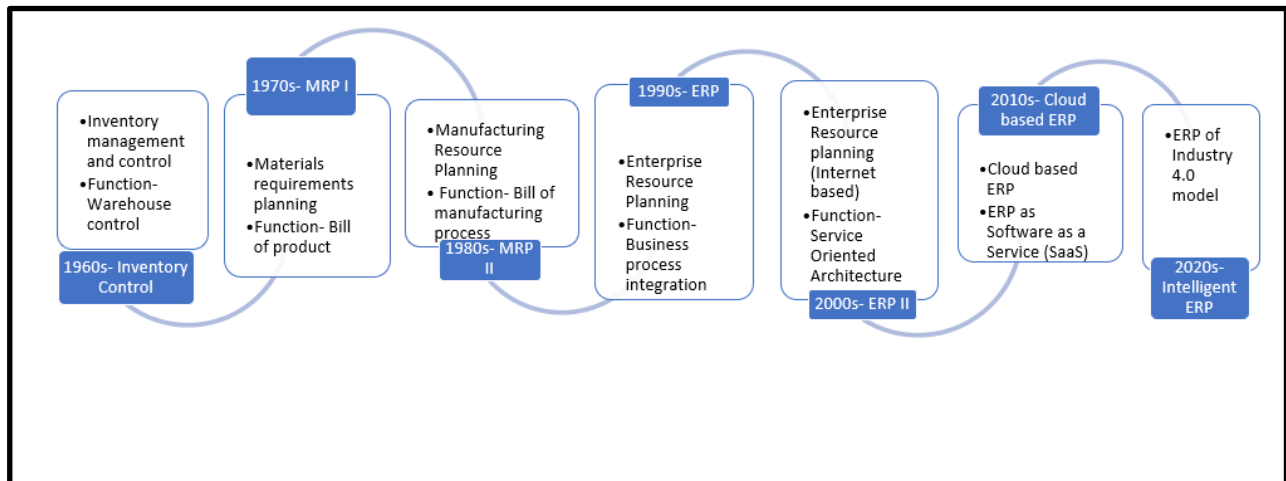 •Inventory
management
and control
•Function-
Warehouse
control
1960s- Inventory
Control
1970s- MRP I
•Materials
requirements
planning
•Function- Bill
of product
•Manufacturing
Resource
Planning
• Function- Bill of
manufacturing
process
1980s- MRP
II
1990s- ERP
•Enterprise
Resource
Planning
•Function-
Business
process
integration
•Enterprise
Resource
planning
(Internet
based)
•Function-
Service
Oriented
Architecture
2000s- ERP II
2010s- Cloud
based ERP
•Cloud based
ERP
•ERP as
Software as a
Service (SaaS)
•ERP of
Industry
4.0
model
2020s-
Intelligent
ERP